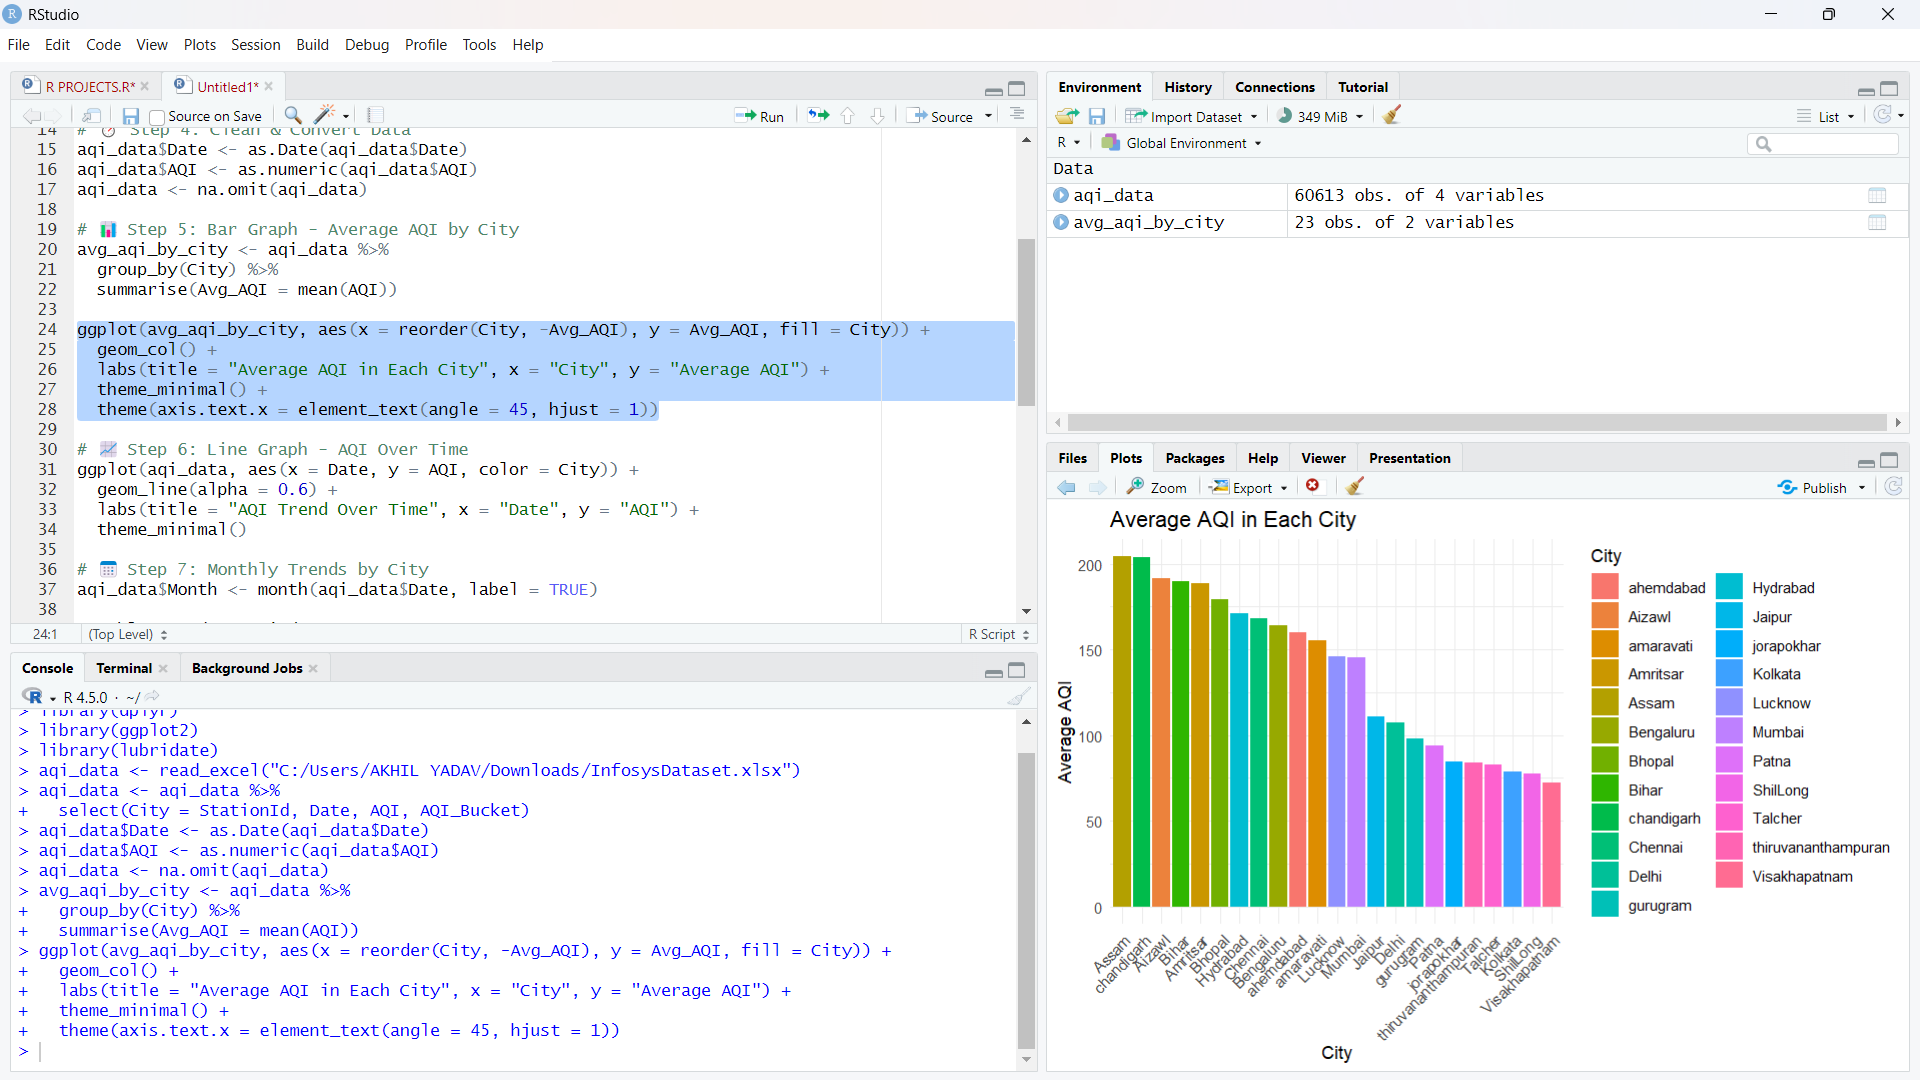 RStudio
File Edit Code View Plots Session Build Debug Profile Tools Help
R PROJECTS.R* Untitled1*
Source on Save Run Source
14 # Step 4: Clean & Convert Data
15 aqi_data$Date <- as.Date(aqi_data$Date)
16 aqi_data$AQI <- as.numeric(aqi_data$AQI)
17 aqi_data <- na.omit(aqi_data)
18
19 # Step 5: Bar Graph - Average AQI by City
20 avg_aqi_by_city <- aqi_data %>%
21 group_by(City) %>%
22 summarise(Avg_AQI = mean(AQI))
23
24 ggplot(avg_aqi_by_city, aes(x = reorder(City, -Avg_AQI), y = Avg_AQI, fill = City)) +
25 geom_col() +
26 labs(title = "Average AQI in Each City", x = "City", y = "Average AQI") +
27 theme_minimal() +
28 theme(axis.text.x = element_text(angle = 45, hjust = 1))
29
30 # Step 6: Line Graph - AQI Over Time
31 ggplot(aqi_data, aes(x = Date, y = AQI, color = City)) +
32 geom_line(alpha = 0.6) +
33 labs(title = "AQI Trend Over Time", x = "Date", y = "AQI") +
34 theme_minimal()
35
36 # Step 7: Monthly Trends by City
37 aqi_data$Month <- month(aqi_data$Date, label = TRUE)
38
24:1 (Top Level) R Script
Console Terminal Background Jobs
R R 4.5.0 · ~/
> library(dplyr)
> library(ggplot2)
> library(lubridate)
> aqi_data <- read_excel("C:/Users/AKHIL YADAV/Downloads/InfosysDataset.xlsx")
> aqi_data <- aqi_data %>%
+ select(City = StationId, Date, AQI, AQI_Bucket)
> aqi_data$Date <- as.Date(aqi_data$Date)
> aqi_data$AQI <- as.numeric(aqi_data$AQI)
> aqi_data <- na.omit(aqi_data)
> avg_aqi_by_city <- aqi_data %>%
+ group_by(City) %>%
+ summarise(Avg_AQI = mean(AQI))
> ggplot(avg_aqi_by_city, aes(x = reorder(City, -Avg_AQI), y = Avg_AQI, fill = City)) +
+ geom_col() +
+ labs(title = "Average AQI in Each City", x = "City", y = "Average AQI") +
+ theme_minimal() +
+ theme(axis.text.x = element_text(angle = 45, hjust = 1))
>
Environment History Connections Tutorial
Import Dataset 349 MiB List
R Global Environment
Data
aqi_data 60613 obs. of 4 variables
avg_aqi_by_city 23 obs. of 2 variables
Files Plots Packages Help Viewer Presentation
Zoom Export Publish
Average AQI in Each City
Average AQI
200
150
100
50
0
Assam
chandigarh
Aizawl
Bihar
Amritsar
Bhopal
Hydrabad
Chennai
Bengaluru
ahemdabad
amaravati
Lucknow
Mumbai
Jaipur
Delhi
gurugram
Patna
jorapokhar
thiruvananthampuran
Talcher
Kolkata
ShilLong
Visakhapatnam
City
City
ahemdabad Hydrabad
Aizawl Jaipur
amaravati jorapokhar
Amritsar Kolkata
Assam Lucknow
Bengaluru Mumbai
Bhopal Patna
Bihar ShilLong
chandigarh Talcher
Chennai thiruvananthampuran
Delhi Visakhapatnam
gurugram